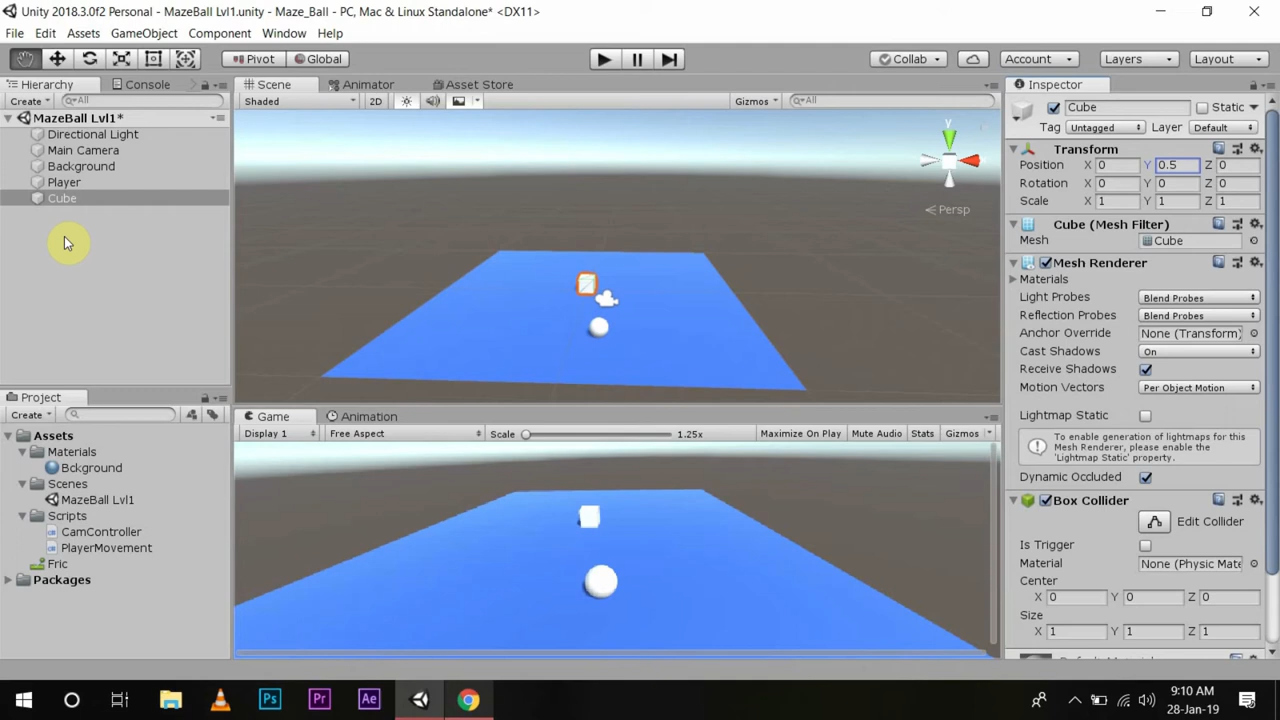 Unity 2018.3.0f2 Personal - MazeBall Lvl1.unity - Maze_Ball - PC, Mac & Linux Standalone* <DX11>
File Edit Assets GameObject Component Window Help
Pivot Global Collab Account Layers Layout
Hierarchy Console
Create All
MazeBall Lvl1*
Directional Light
Main Camera
Background
Player
Cube
Scene Animator Asset Store
Shaded 2D Gizmos All
y
Persp
Game Animation
Display 1 Free Aspect Scale 1.25x Maximize On Play Mute Audio Stats Gizmos
Project
Create
Assets
Materials
Bckground
Scenes
MazeBall Lvl1
Scripts
CamController
PlayerMovement
Fric
Packages
Inspector
Cube Static
Tag Untagged Layer Default
Transform
Position X 0 Y 0.5 Z 0
Rotation X 0 Y 0 Z 0
Scale X 1 Y 1 Z 1
Cube (Mesh Filter)
Mesh Cube
Mesh Renderer
Materials
Light Probes Blend Probes
Reflection Probes Blend Probes
Anchor Override None (Transform)
Cast Shadows On
Receive Shadows
Motion Vectors Per Object Motion
Lightmap Static
To enable generation of lightmaps for this
Mesh Renderer, please enable the
'Lightmap Static' property.
Dynamic Occluded
Box Collider
Edit Collider
Is Trigger
Material None (Physic Mate
Center
X 0 Y 0 Z 0
Size
X 1 Y 1 Z 1
Ps Pr Ae
9:10 AM
28-Jan-19